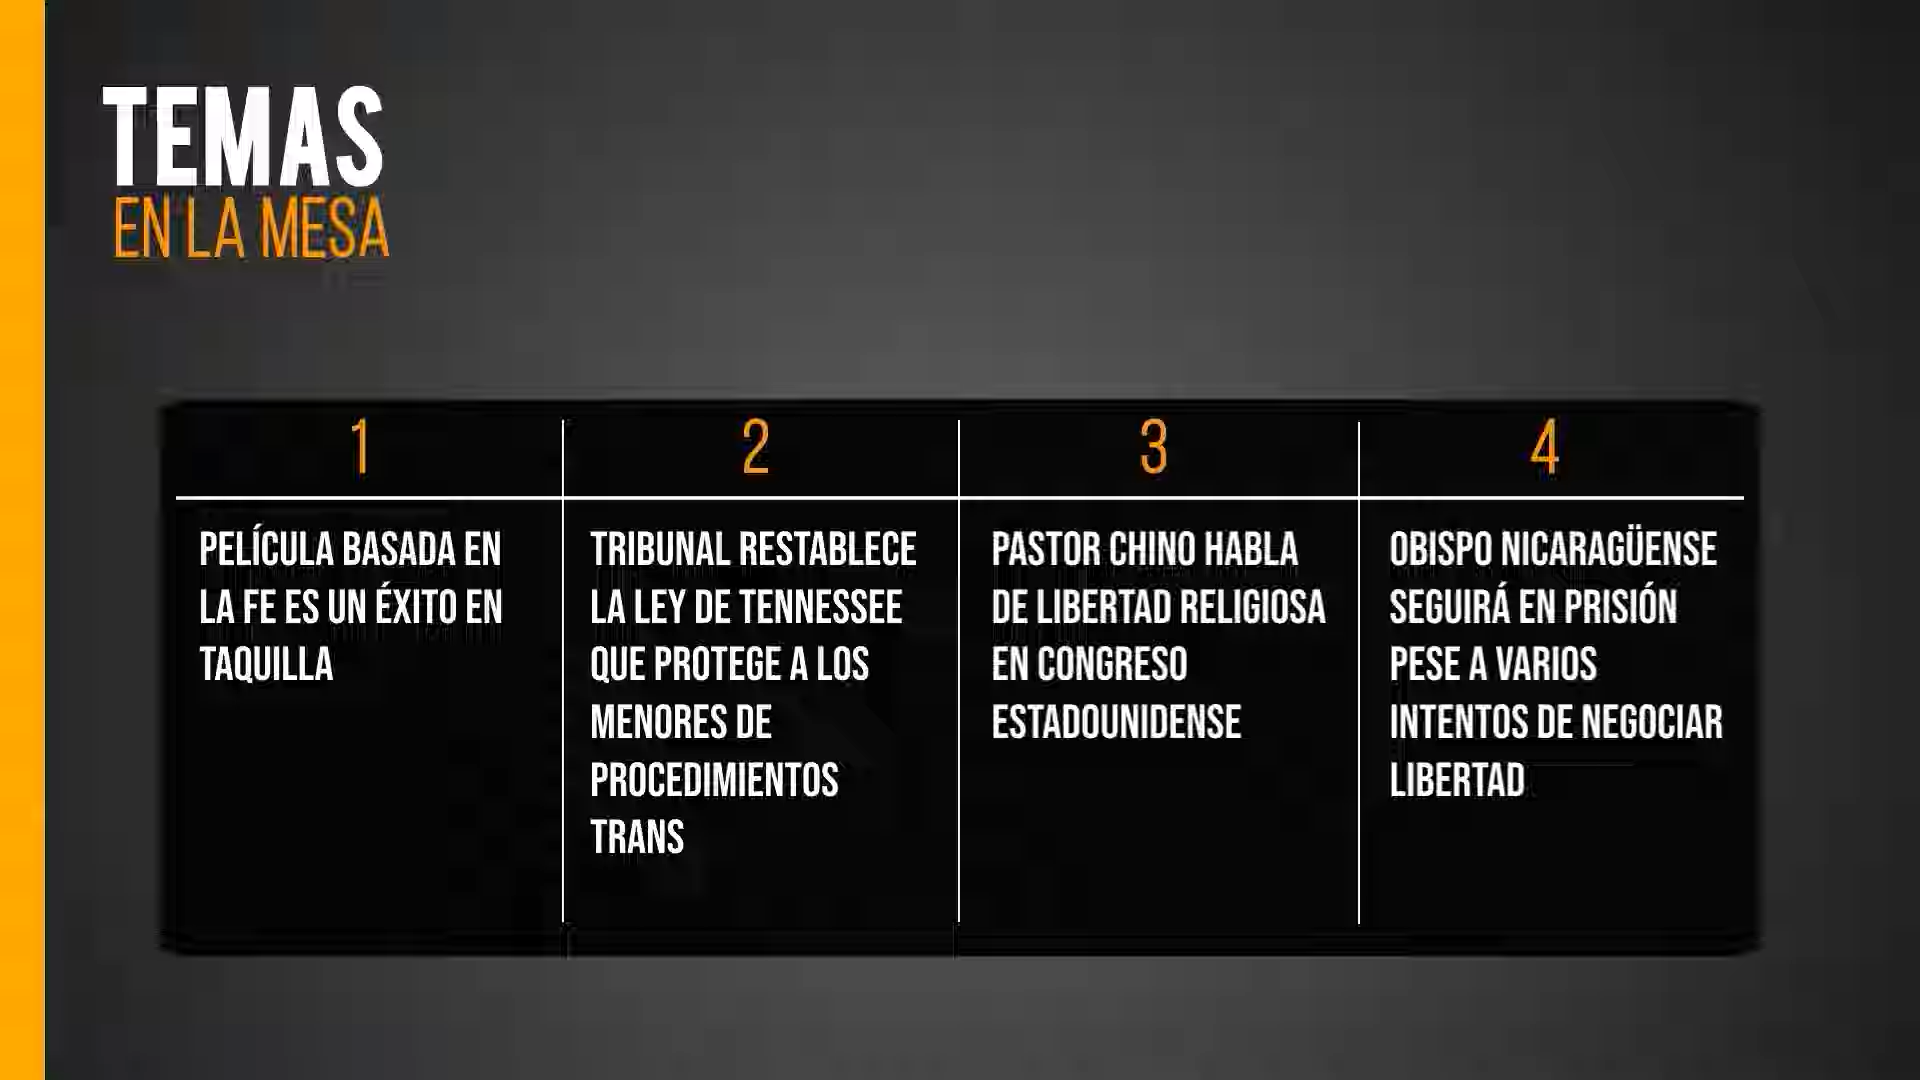 TEMAS
EN LA MESA
1
PELÍCULA BASADA EN
LA FE ES UN ÉXITO EN
TAQUILLA
2
TRIBUNAL RESTABLECE
LA LEY DE TENNESSEE
QUE PROTEGE A LOS
MENORES DE
PROCEDIMIENTOS
TRANS
3
PASTOR CHINO HABLA
DE LIBERTAD RELIGIOSA
EN CONGRESO
ESTADOUNIDENSE
4
OBISPO NICARAGÜENSE
SEGUIRÁ EN PRISIÓN
PESE A VARIOS
INTENTOS DE NEGOCIAR
LIBERTAD